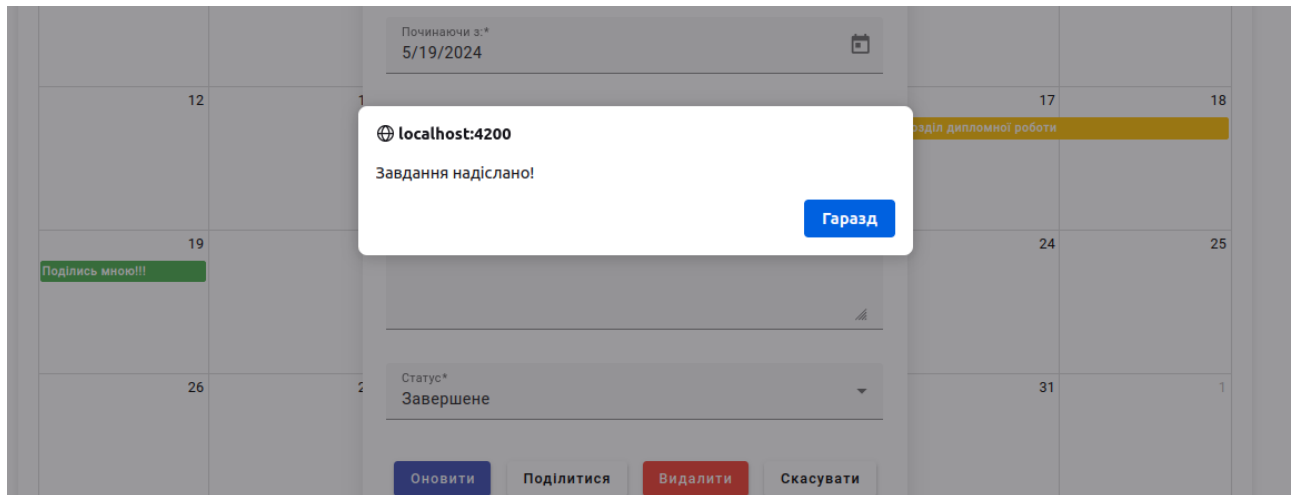 Починаючи з:*
5/19/2024
12
17
18
localhost:4200
Завдання надіслано!
Гаразд
розділ дипломної роботи
19
24
25
Поділись мною!!!
Статус*
Завершене
26
31
1
Оновити
Поділитися
Видалити
Скасувати